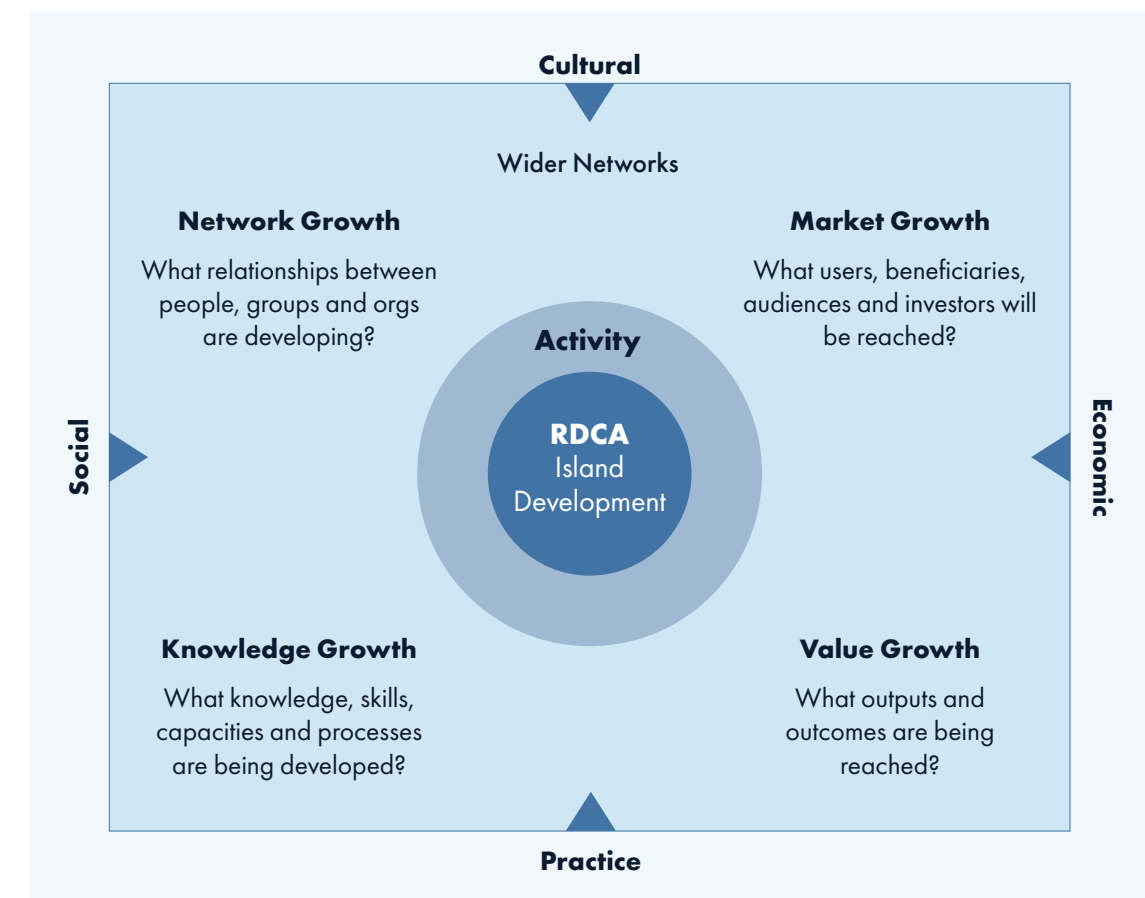 Cultural
Wider Networks
Network Growth
What relationships between
people, groups and orgs
are developing?
Market Growth
What users, beneficiaries,
audiences and investors will
be reached?
Activity
RDCA
Island
Development
Social
Economic
Knowledge Growth
What knowledge, skills,
capacities and processes
are being developed?
Value Growth
What outputs and
outcomes are being
reached?
Practice